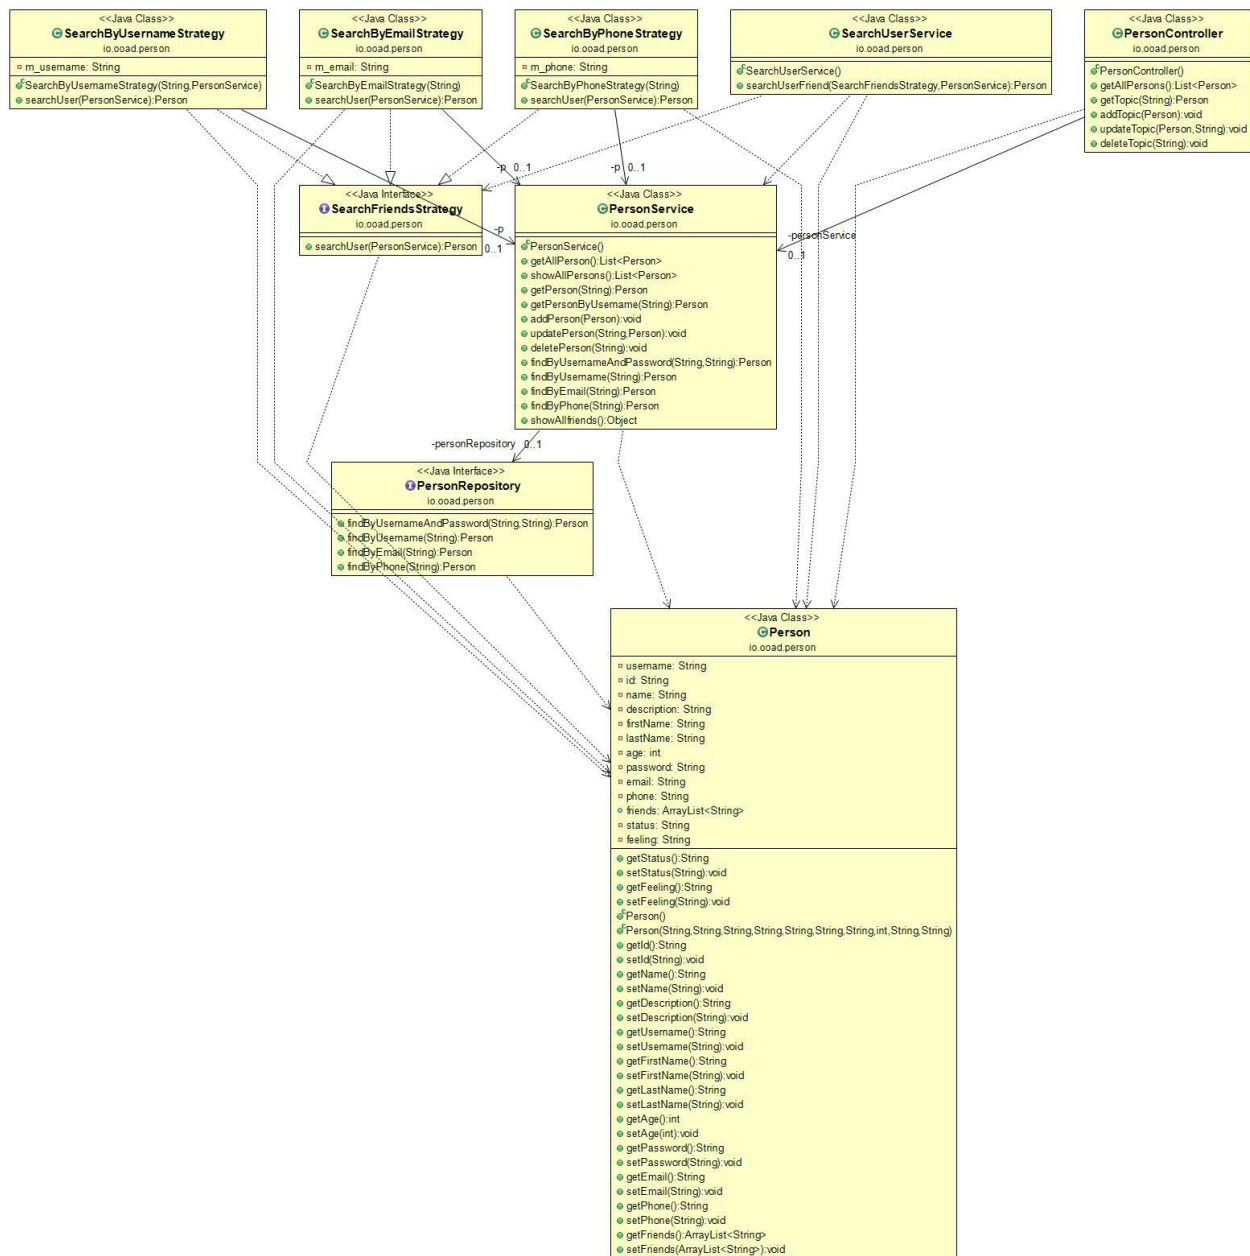 <<Java Class>>
SearchByUsernameStrategy
io.ooad.person
m_username: String
SearchByUsernameStrategy(String,PersonService)
searchUser(PersonService):Person
<<Java Class>>
SearchByEmailStrategy
io.ooad.person
m_email: String
SearchByEmailStrategy(String)
searchUser(PersonService):Person
<<Java Class>>
SearchByPhoneStrategy
io.ooad.person
m_phone: String
SearchByPhoneStrategy(String)
searchUser(PersonService):Person
<<Java Class>>
SearchUserService
io.ooad.person
SearchUserService()
searchUserFriend(SearchFriendsStrategy,PersonService):Person
<<Java Class>>
PersonController
io.ooad.person
PersonController()
getAllPersons():List<Person>
getTopic(String):Person
addTopic(Person):void
updateTopic(Person,String):void
deleteTopic(String):void
-p 0..1
-p 0..1
<<Java Interface>>
SearchFriendsStrategy
io.ooad.person
searchUser(PersonService):Person
-p
0..1
<<Java Class>>
PersonService
io.ooad.person
PersonService()
getAllPerson():List<Person>
showAllPersons():List<Person>
getPerson(String):Person
getPersonByUsername(String):Person
addPerson(Person):void
updatePerson(String,Person):void
deletePerson(String):void
findByUsernameAndPassword(String,String):Person
findByUsername(String):Person
findByEmail(String):Person
findByPhone(String):Person
showAllfriends():Object
-personService
0..1
-personRepository 0..1
<<Java Interface>>
PersonRepository
io.ooad.person
findByUsernameAndPassword(String,String):Person
findByUsername(String):Person
findByEmail(String):Person
findByPhone(String):Person
<<Java Class>>
Person
io.ooad.person
username: String
id: String
name: String
description: String
firstName: String
lastName: String
age: int
password: String
email: String
phone: String
friends: ArrayList<String>
status: String
feeling: String
getStatus():String
setStatus(String):void
getFeeling():String
setFeeling(String):void
Person()
Person(String,String,String,String,String,String,String,int,String,String)
getId():String
setId(String):void
getName():String
setName(String):void
getDescription():String
setDescription(String):void
getUsername():String
setUsername(String):void
getFirstName():String
setFirstName(String):void
getLastName():String
setLastName(String):void
getAge():int
setAge(int):void
getPassword():String
setPassword(String):void
getEmail():String
setEmail(String):void
getPhone():String
setPhone(String):void
getFriends():ArrayList<String>
setFriends(ArrayList<String>):void